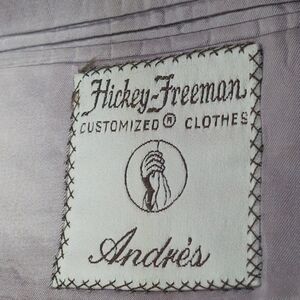 Hickey-Freeman
CUSTOMIZED ® CLOTHES
Andrés